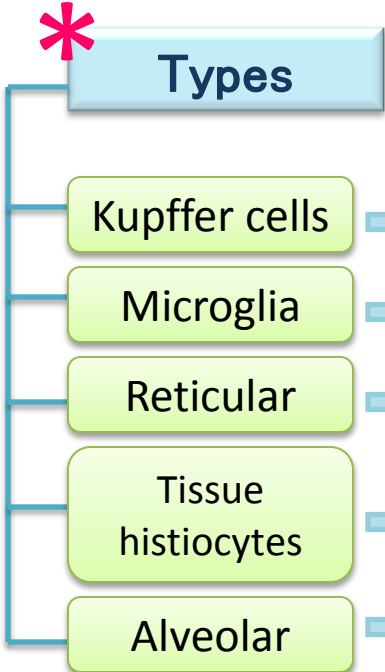 *
Types
Kupffer cells
Microglia
Reticular
Tissue
histiocytes
Alveolar